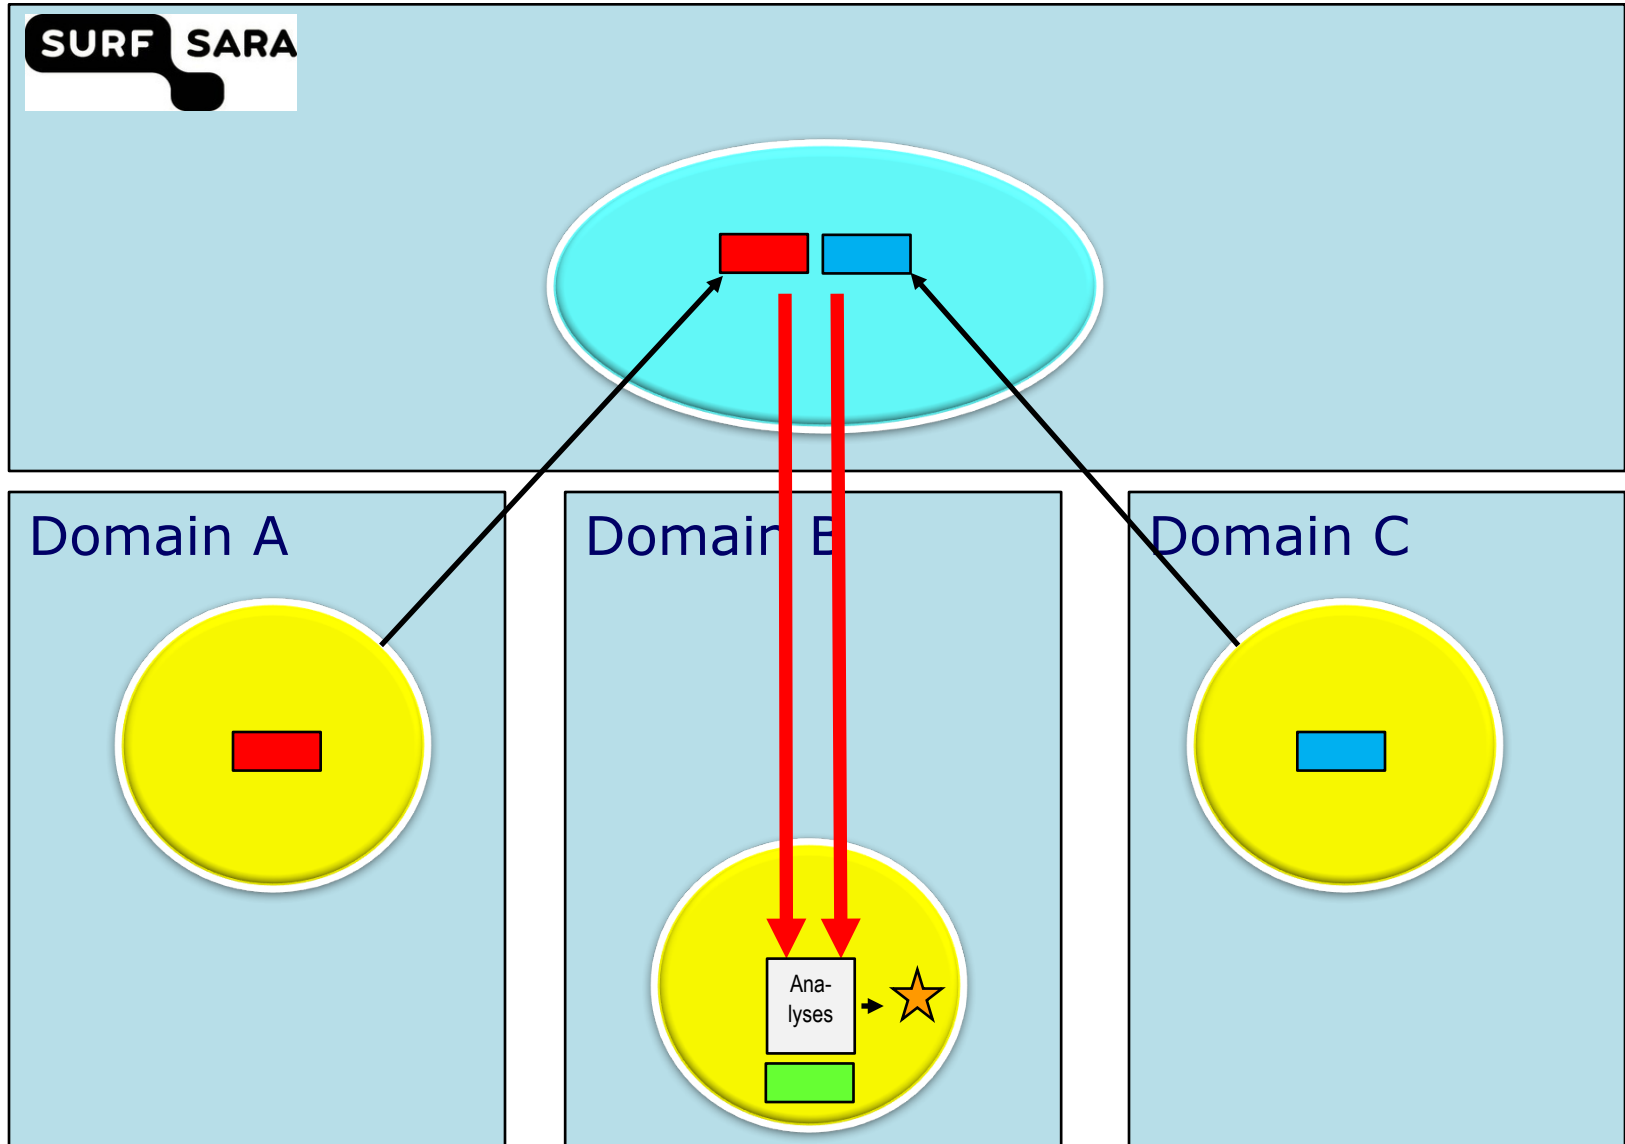 SURF SARA
Domain A
Domain B
Domain C
Ana-
lyses